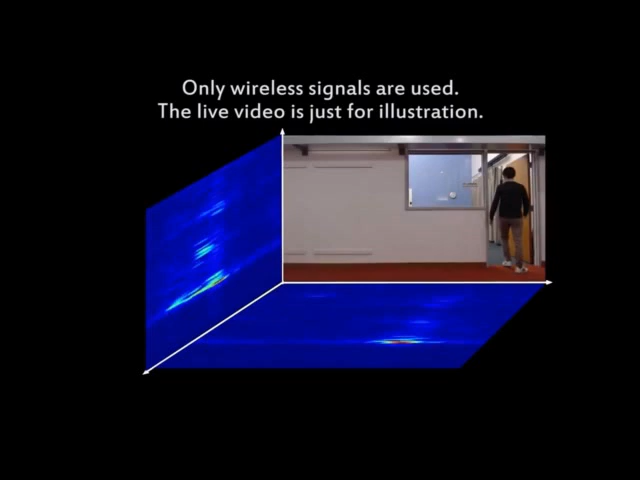 Only wireless signals are used.
The live video is just for illustration.